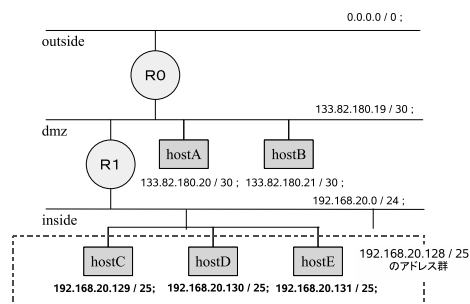 0.0.0.0 / 0 ;
outside
R0
133.82.180.19 / 30 ;
dmz
R1
hostA
hostB
133.82.180.20 / 30 ; 133.82.180.21 / 30 ;
192.168.20.0 / 24 ;
inside
192.168.20.128 / 25
のアドレス群
hostC
hostD
hostE
192.168.20.129 / 25; 192.168.20.130 / 25; 192.168.20.131 / 25;